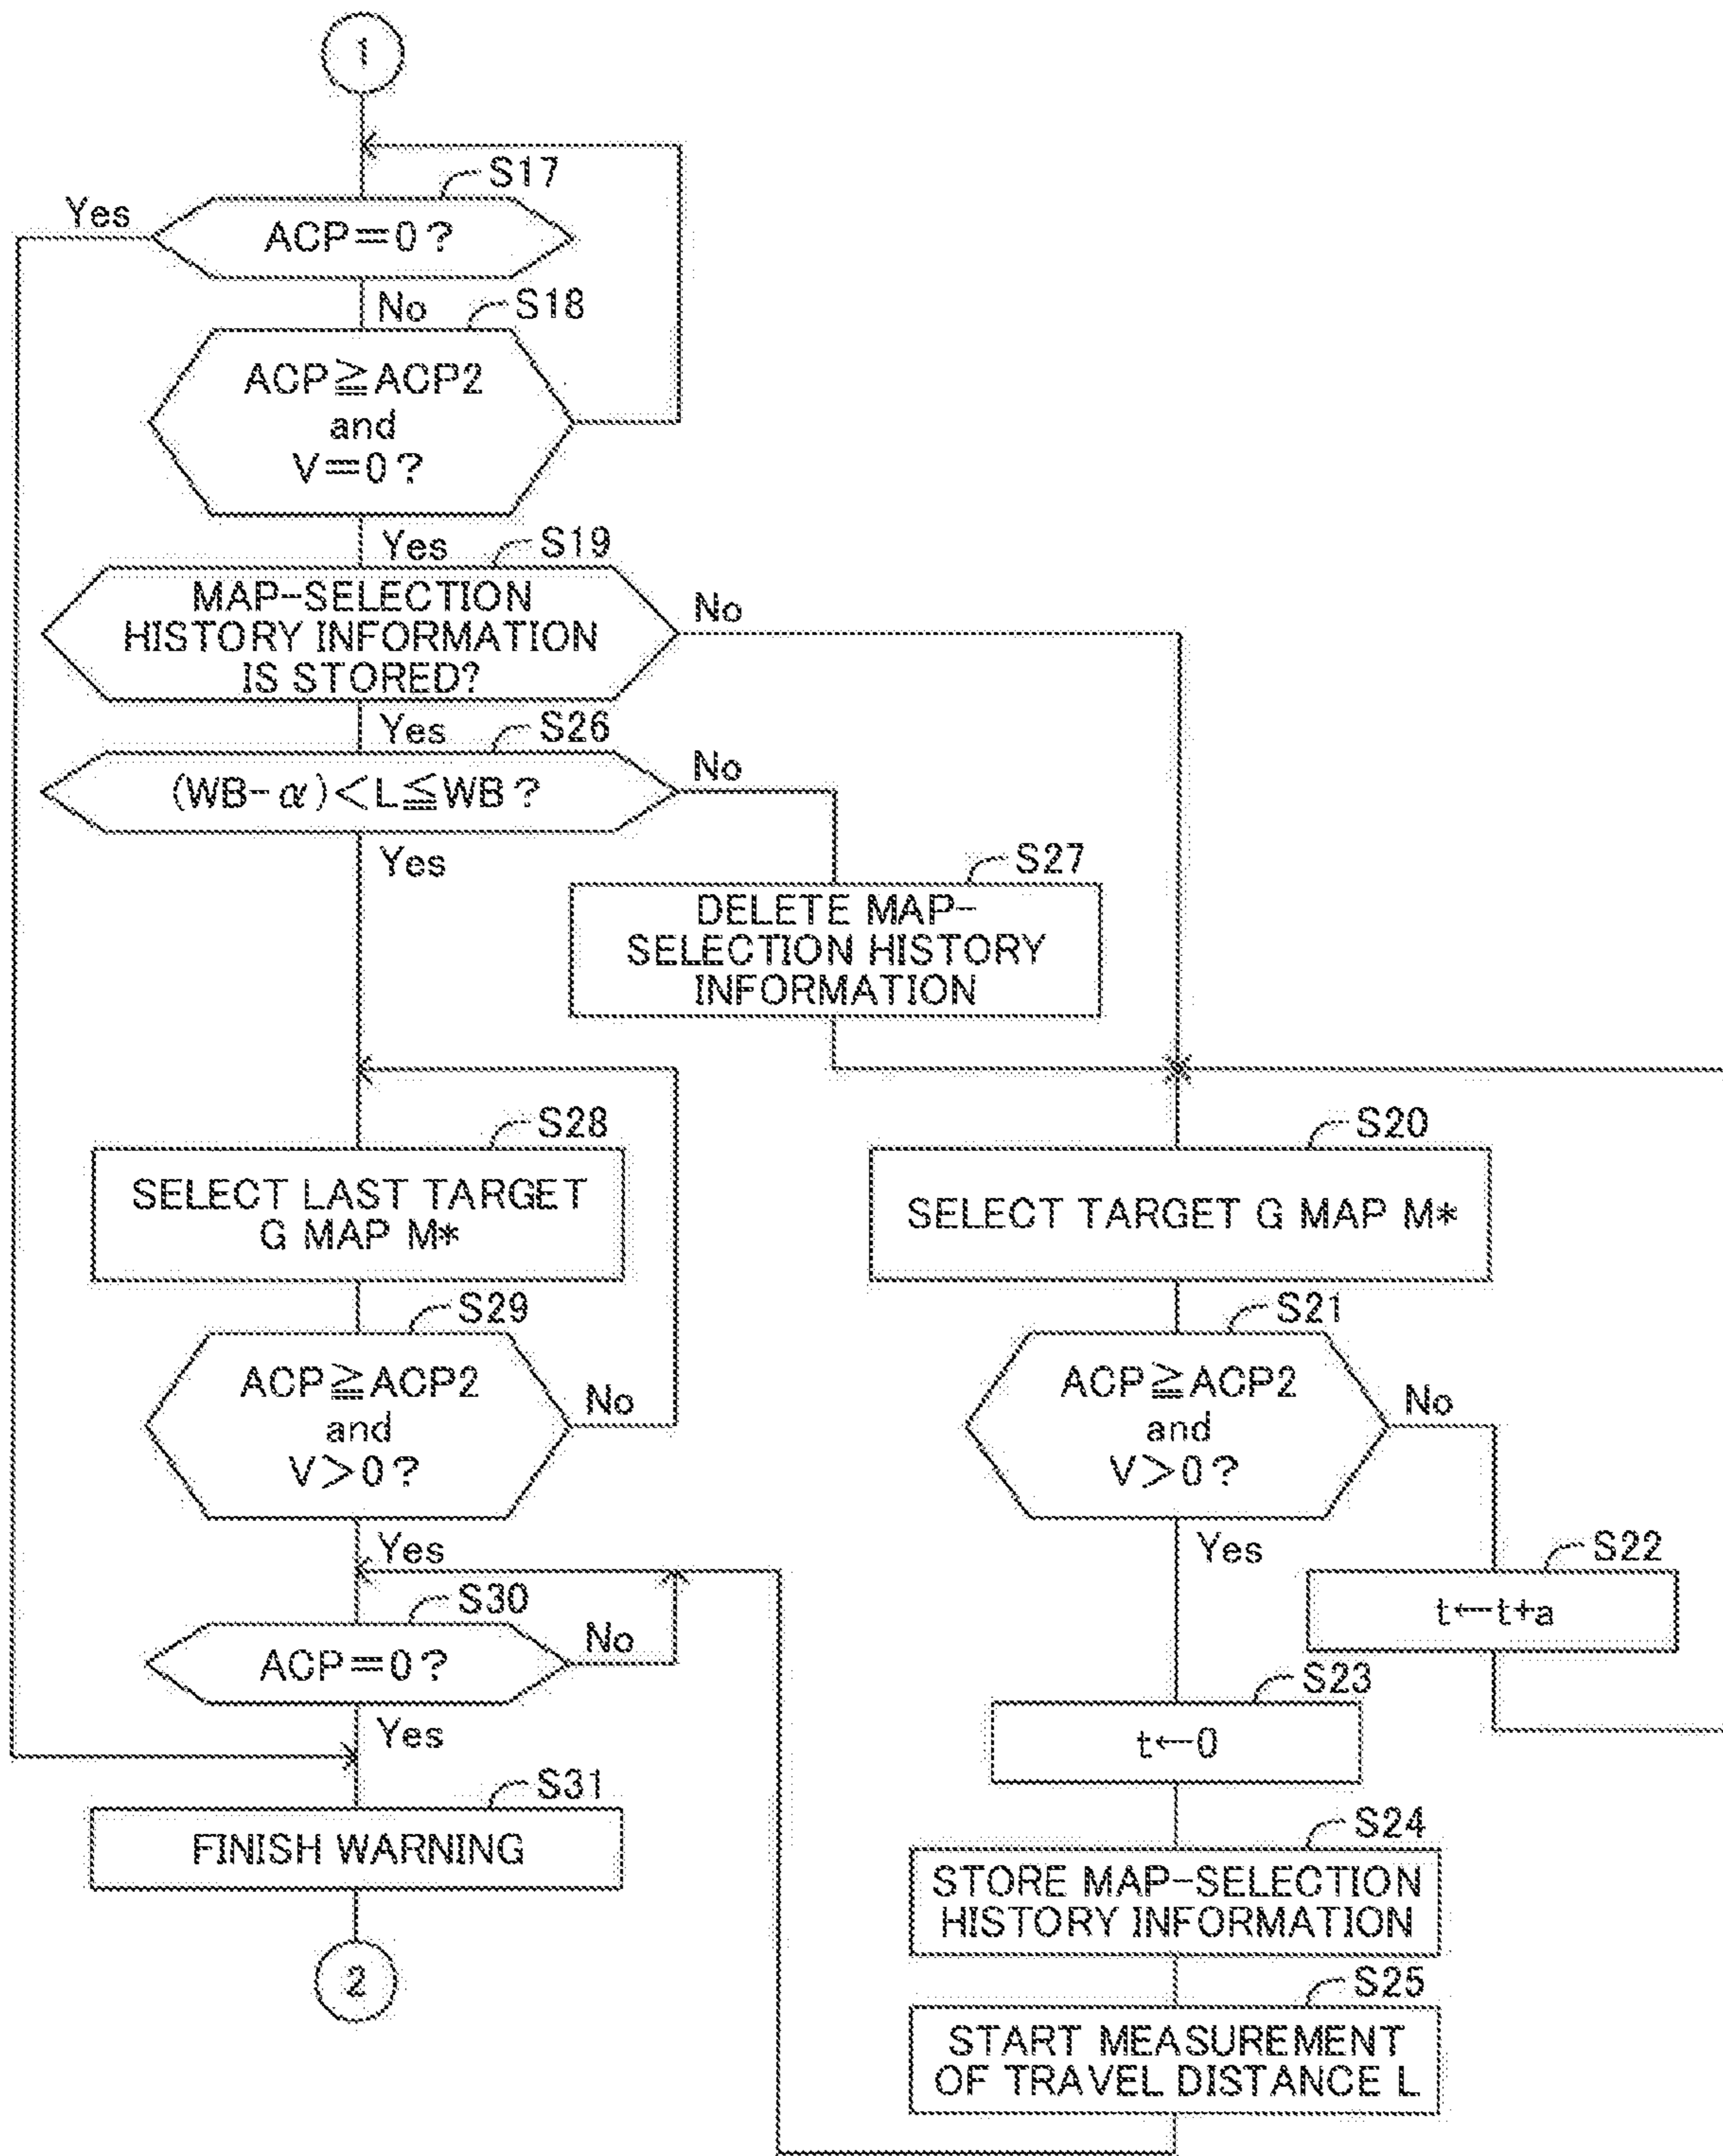 1
S17
Yes
ACP=0?
No
S18
ACP≧ACP2
and
V=0?
Yes
S19
MAP-SELECTION
HISTORY INFORMATION
IS STORED?
No
Yes
S26
(WB-α)<L≦WB?
No
Yes
S27
DELETE MAP-
SELECTION HISTORY
INFORMATION
S28
SELECT LAST TARGET
G MAP M*
S20
SELECT TARGET G MAP M*
S29
ACP≧ACP2
and
V>0?
No
Yes
S21
ACP≧ACP2
and
V>0?
No
Yes
S22
t←t+a
S30
ACP=0?
No
Yes
S23
t←0
S31
FINISH WARNING
2
S24
STORE MAP-SELECTION
HISTORY INFORMATION
S25
START MEASUREMENT
OF TRAVEL DISTANCE L